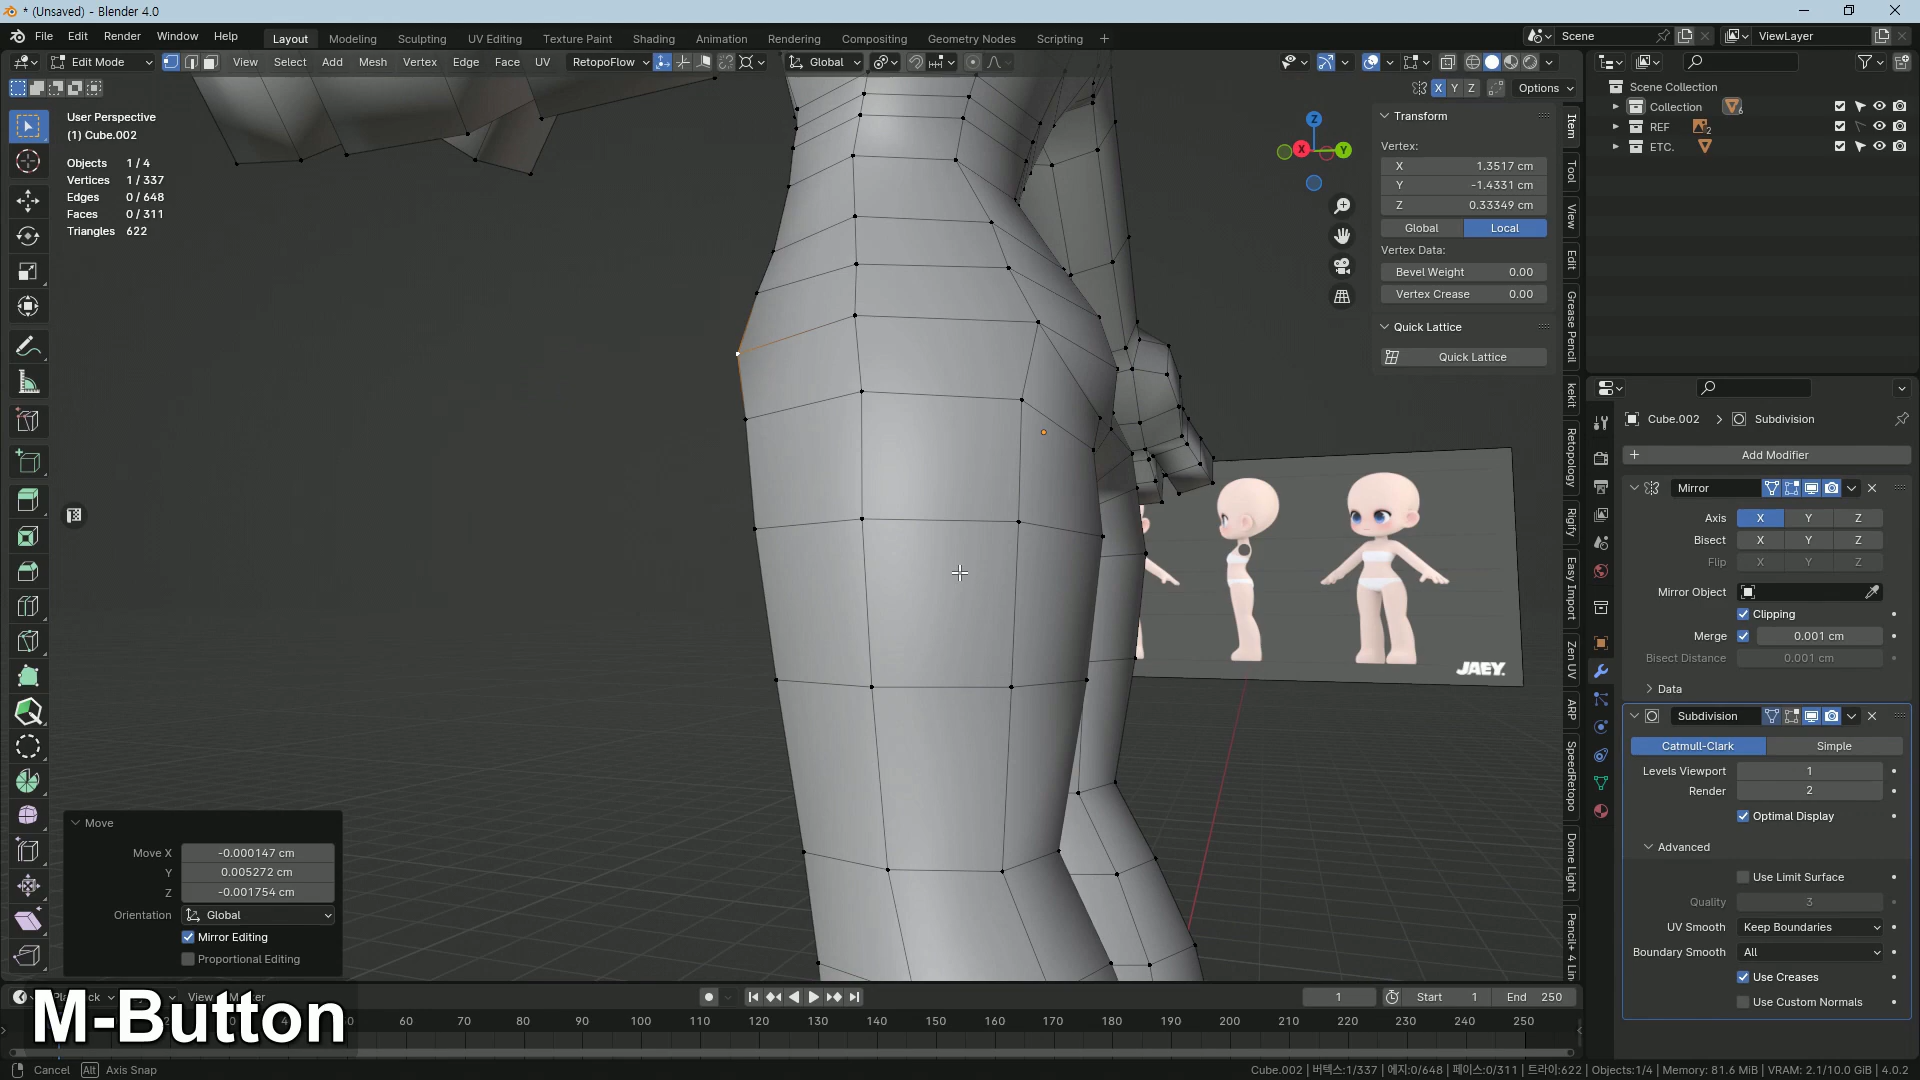 * (Unsaved) - Blender 4.0
File Edit Render Window Help
Layout Modeling Sculpting UV Editing Texture Paint Shading Animation Rendering Compositing Geometry Nodes Scripting +
Scene
ViewLayer
Edit Mode
View Select Add Mesh Vertex Edge Face UV
RetopoFlow
Global
X Y Z
Options
User Perspective
(1) Cube.002
Objects 1 / 4
Vertices 1 / 337
Edges 0 / 648
Faces 0 / 311
Triangles 622
Z
X
Y
Transform
Vertex:
X 1.3517 cm
Y -1.4331 cm
Z 0.33349 cm
Global Local
Vertex Data:
Bevel Weight 0.00
Vertex Crease 0.00
Quick Lattice
Quick Lattice
Item
Tool
View
Edit
Grease Pencil
kekit
Retopology
Rigify
Easy Import
Zen UV
ARP
SpeedRetopo
Dome Light
Pencil+ 4 Lin
JAEY.
Scene Collection
Collection 6
REF 2
ETC.
Cube.002 > Subdivision
Add Modifier
Mirror
Axis X Y Z
Bisect X Y Z
Flip X Y Z
Mirror Object
Clipping
Merge 0.001 cm
Bisect Distance 0.001 cm
Data
Subdivision
Catmull-Clark Simple
Levels Viewport 1
Render 2
Optimal Display
Advanced
Use Limit Surface
Quality 3
UV Smooth Keep Boundaries
Boundary Smooth All
Use Creases
Use Custom Normals
Move
Move X -0.000147 cm
Y 0.005272 cm
Z -0.001754 cm
Orientation Global
Mirror Editing
Proportional Editing
View
1
Start 1
End 250
M-Button
60 70 80 90 100 110 120 130 140 150 160 170 180 190 200 210 220 230 240 250
Cancel Alt Axis Snap
Cube.002 | 버텍스:1/337 | 에지:0/648 | 페이스:0/311 | 트라이:622 | Objects:1/4 | Memory: 81.6 MiB | VRAM: 2.1/10.0 GiB | 4.0.2